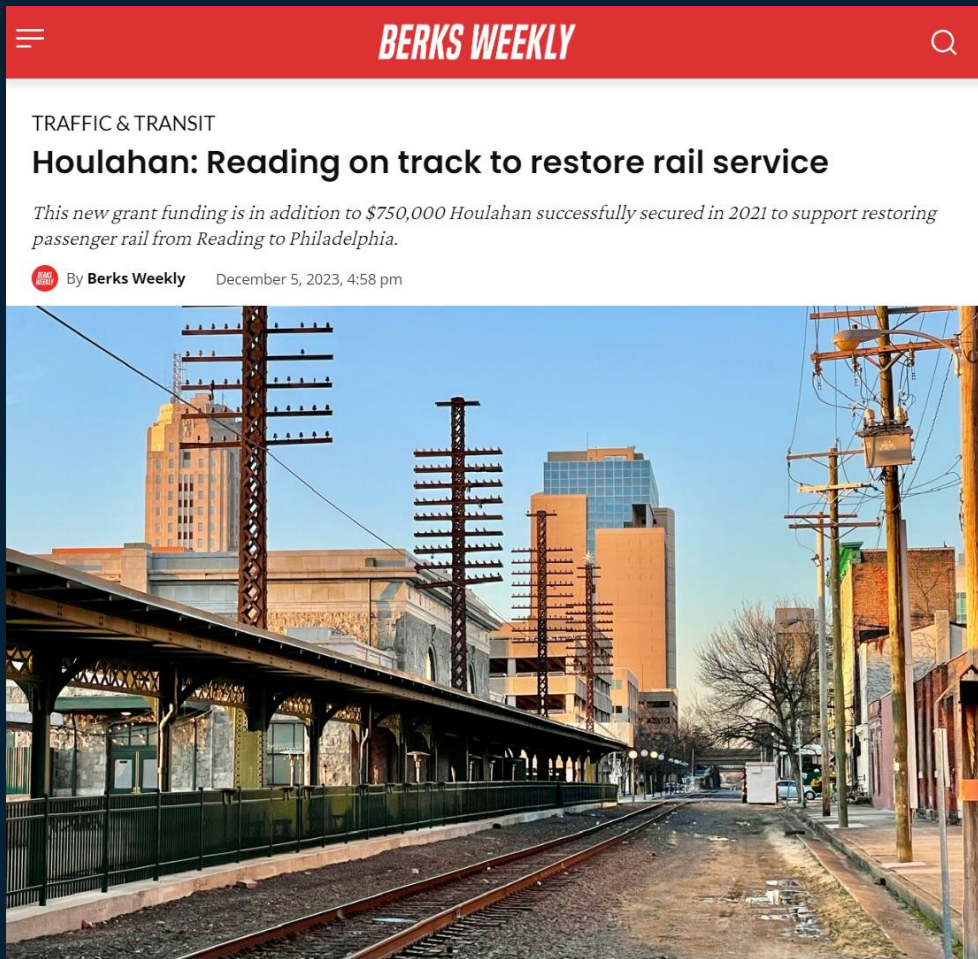 BERKS WEEKLY
TRAFFIC & TRANSIT
Houlahan: Reading on track to restore rail service
This new grant funding is in addition to $750,000 Houlahan successfully secured in 2021 to support restoring
passenger rail from Reading to Philadelphia.
BERKS
WEEKLY
By Berks Weekly December 5, 2023, 4:58 pm